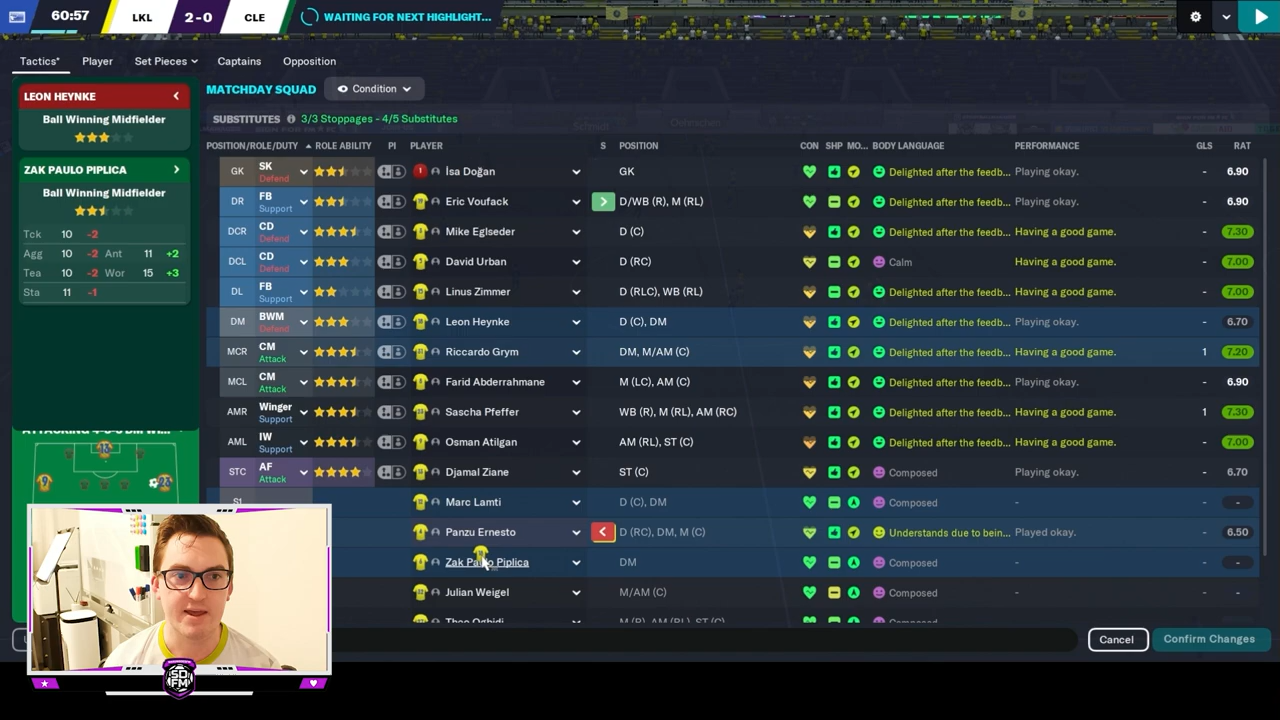 60:57 LKL 2-0 CLE WAITING FOR NEXT HIGHLIGHT...
Tactics* Player Set Pieces Captains Opposition
LEON HEYNKE
Ball Winning Midfielder
ZAK PAULO PIPLICA
Ball Winning Midfielder
Tck 10 -2
Agg 10 -2 Ant 11 +2
Tea 10 -2 Wor 15 +3
Sta 11 -1
MATCHDAY SQUAD Condition
SUBSTITUTES 3/3 Stoppages - 4/5 Substitutes
POSITION/ROLE/DUTY ROLE ABILITY PI PLAYER S POSITION CON SHP MO... BODY LANGUAGE PERFORMANCE GLS RAT
GK SK Defend İsa Doğan GK Delighted after the feedb... Playing okay. - 6.90
DR FB Support Eric Voufack D/WB (R), M (RL) Delighted after the feedb... Playing okay. - 6.90
DCR CD Defend Mike Eglseder D (C) Delighted after the feedb... Having a good game. - 7.30
DCL CD Defend David Urban D (RC) Calm Having a good game. - 7.00
DL FB Support Linus Zimmer D (RLC), WB (RL) Delighted after the feedb... Having a good game. - 7.00
DM BWM Defend Leon Heynke D (C), DM Delighted after the feedb... Playing okay. - 6.70
MCR CM Attack Riccardo Grym DM, M/AM (C) Delighted after the feedb... Having a good game. 1 7.20
MCL CM Attack Farid Abderrahmane M (LC), AM (C) Delighted after the feedb... Playing okay. - 6.90
AMR Winger Support Sascha Pfeffer WB (R), M (RL), AM (RC) Delighted after the feedb... Having a good game. 1 7.30
AML IW Support Osman Atilgan AM (RL), ST (C) Delighted after the feedb... Having a good game. - 7.00
STC AF Attack Djamal Ziane ST (C) Composed Playing okay. - 6.70
S1 Marc Lamti D (C), DM Composed - - -
Panzu Ernesto D (RC), DM, M (C) Understands due to bein... Played okay. - 6.50
Zak Paulo Piplica DM Composed - - -
Julian Weigel M/AM (C) Composed - - -
Cancel Confirm Changes
SDFM